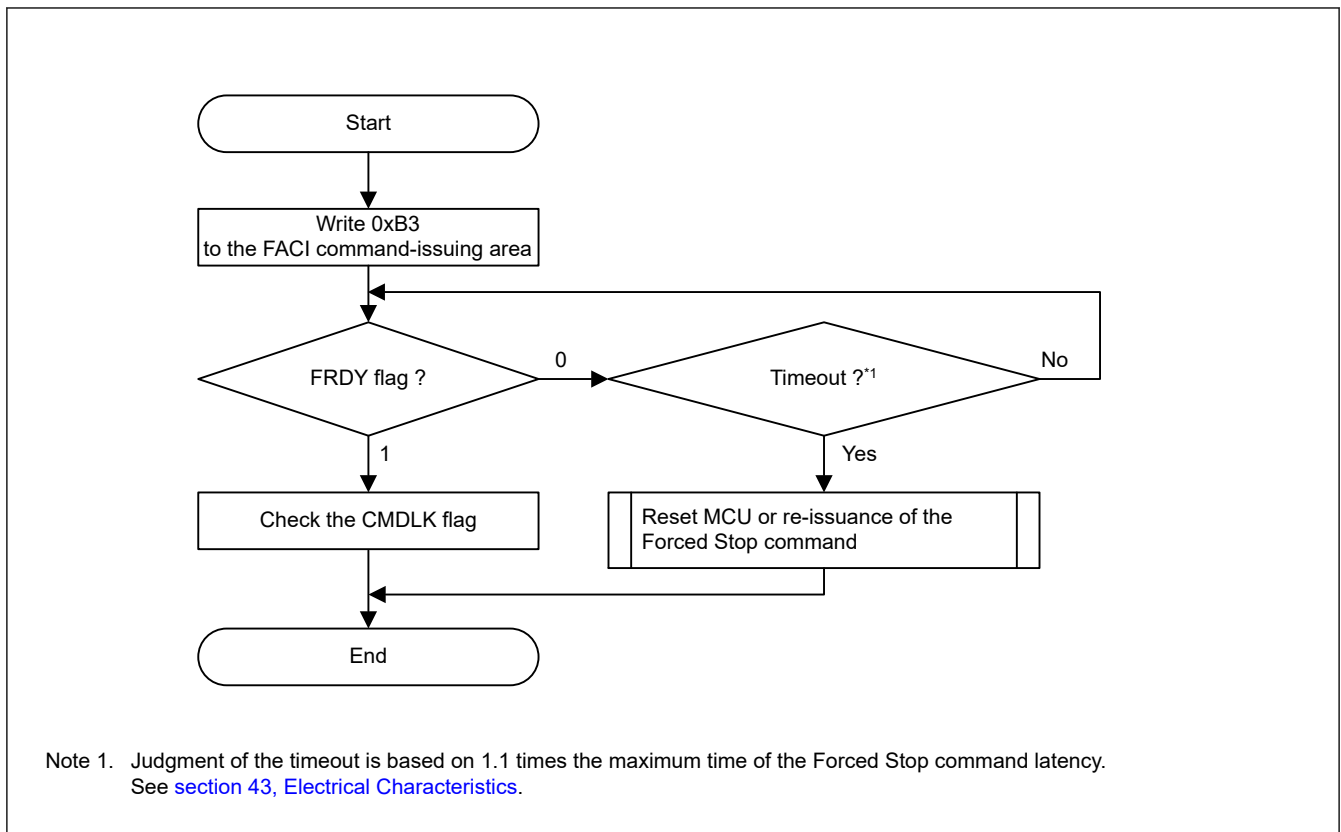 Start
Write 0xB3
to the FACI command-issuing area
FRDY flag ?
0
Timeout ?*1
No
1
Yes
Check the CMDLK flag
Reset MCU or re-issuance of the
Forced Stop command
End
Note 1. Judgment of the timeout is based on 1.1 times the maximum time of the Forced Stop command latency.
See section 43, Electrical Characteristics.